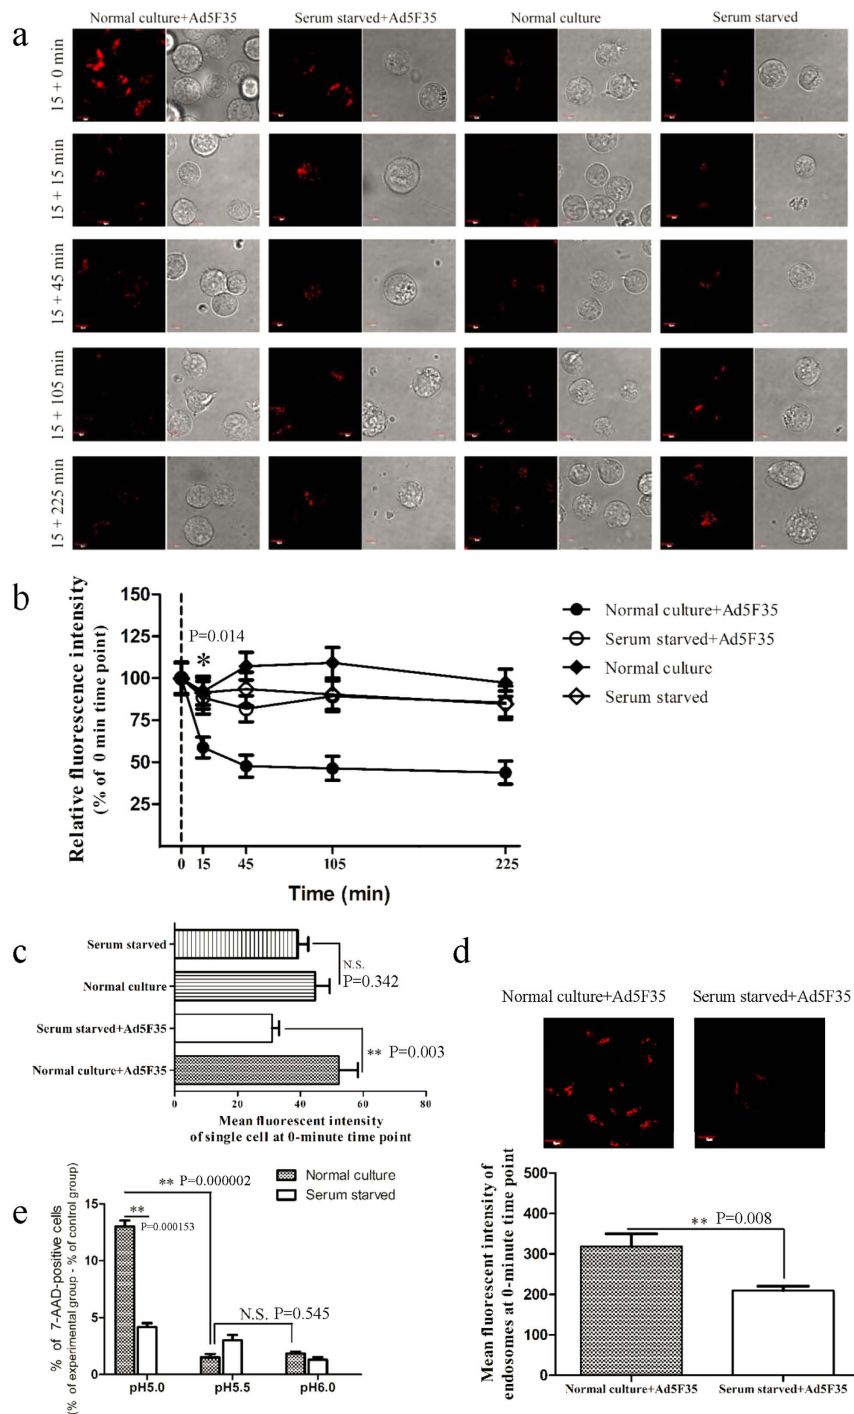 a
Normal culture+Ad5F35
Serum starved+Ad5F35
Normal culture
Serum starved
15 + 0 min
15 + 15 min
15 + 45 min
15 + 105 min
15 + 225 min
b
Relative fluorescence intensity
(% of 0 min time point)
150
125
100
75
50
25
P=0.014
*
0 15 45 105 225
Time (min)
Normal culture+Ad5F35
Serum starved+Ad5F35
Normal culture
Serum starved
c
Serum starved
Normal culture
Serum starved+Ad5F35
Normal culture+Ad5F35
N.S.
P=0.342
** P=0.003
0 20 40 60 80
Mean fluorescent intensity
of single cell at 0-minute time point
d
Normal culture+Ad5F35
Serum starved+Ad5F35
Mean fluorescent intensity of
endosomes at 0-minute time point
500
400
300
200
100
0
** P=0.008
Normal culture+Ad5F35
Serum starved+Ad5F35
e
% of 7-AAD-positive cells
(% of experimental group - % of control group)
15
10
5
0
** P=0.000002
**
P=0.000153
N.S. P=0.545
Normal culture
Serum starved
pH5.0 pH5.5 pH6.0